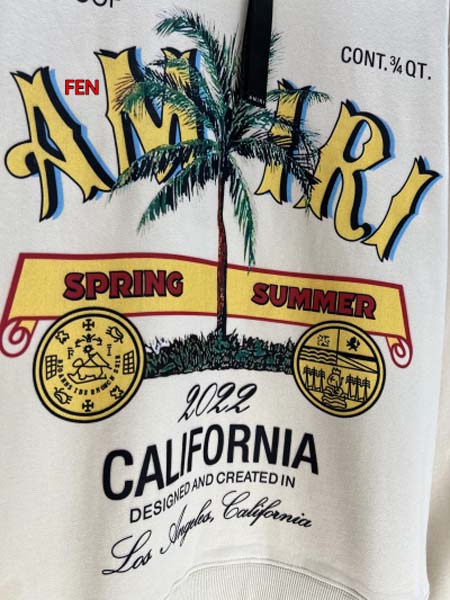 CONT. ¾ QT.
FEN
AMIRI
SPRING SUMMER
2022
CALIFORNIA
DESIGNED AND CREATED IN
Los Angeles, California